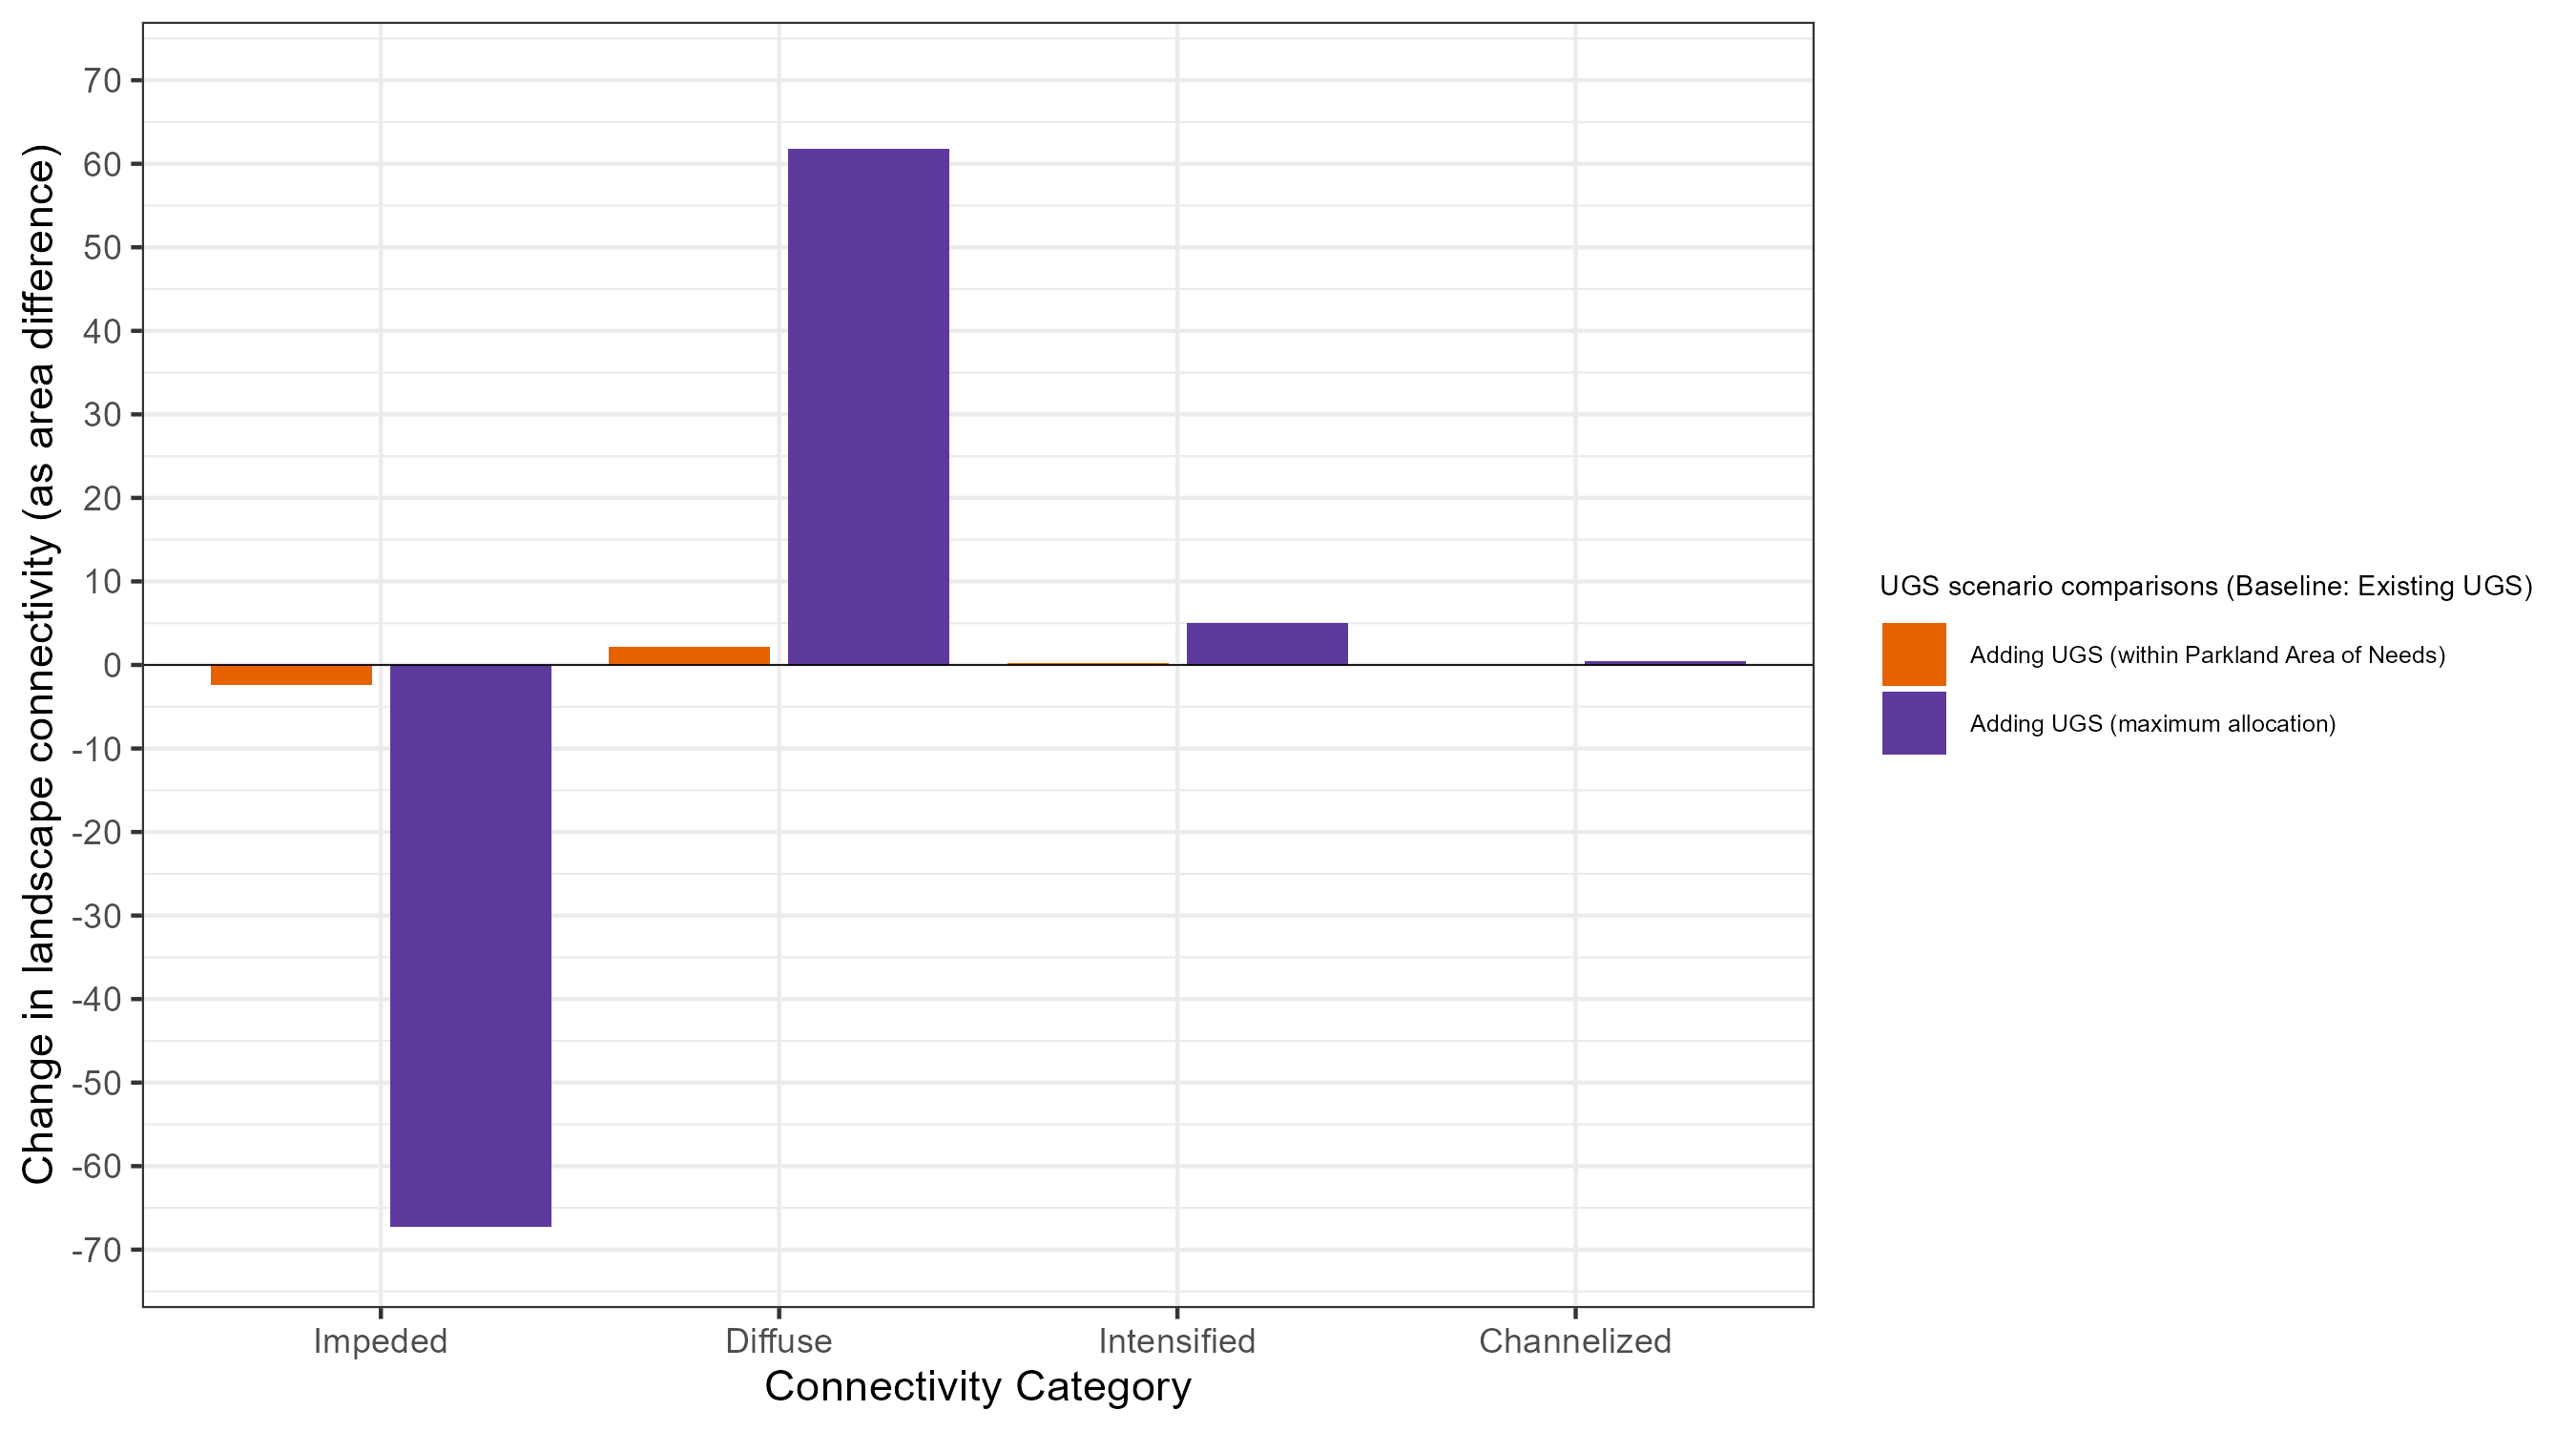 Change in landscape connectivity (as area difference)
70
60
50
40
30
20
10
0
-10
-20
-30
-40
-50
-60
-70
Impeded Diffuse Intensified Channelized
Connectivity Category
UGS scenario comparisons (Baseline: Existing UGS)
Adding UGS (within Parkland Area of Needs)
Adding UGS (maximum allocation)